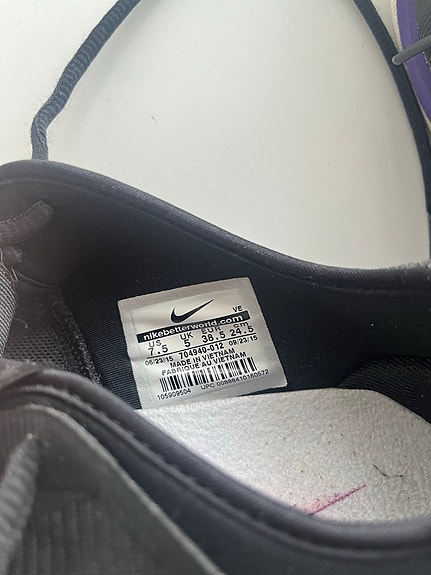 VE
nikebetterworld.com
US UK EUR cm
7.5 5 38.5 24.5
06/23/15 704940-012 09/23/15
MADE IN VIETNAM
FABRIQUE AU VIETNAM
105909504 UPC